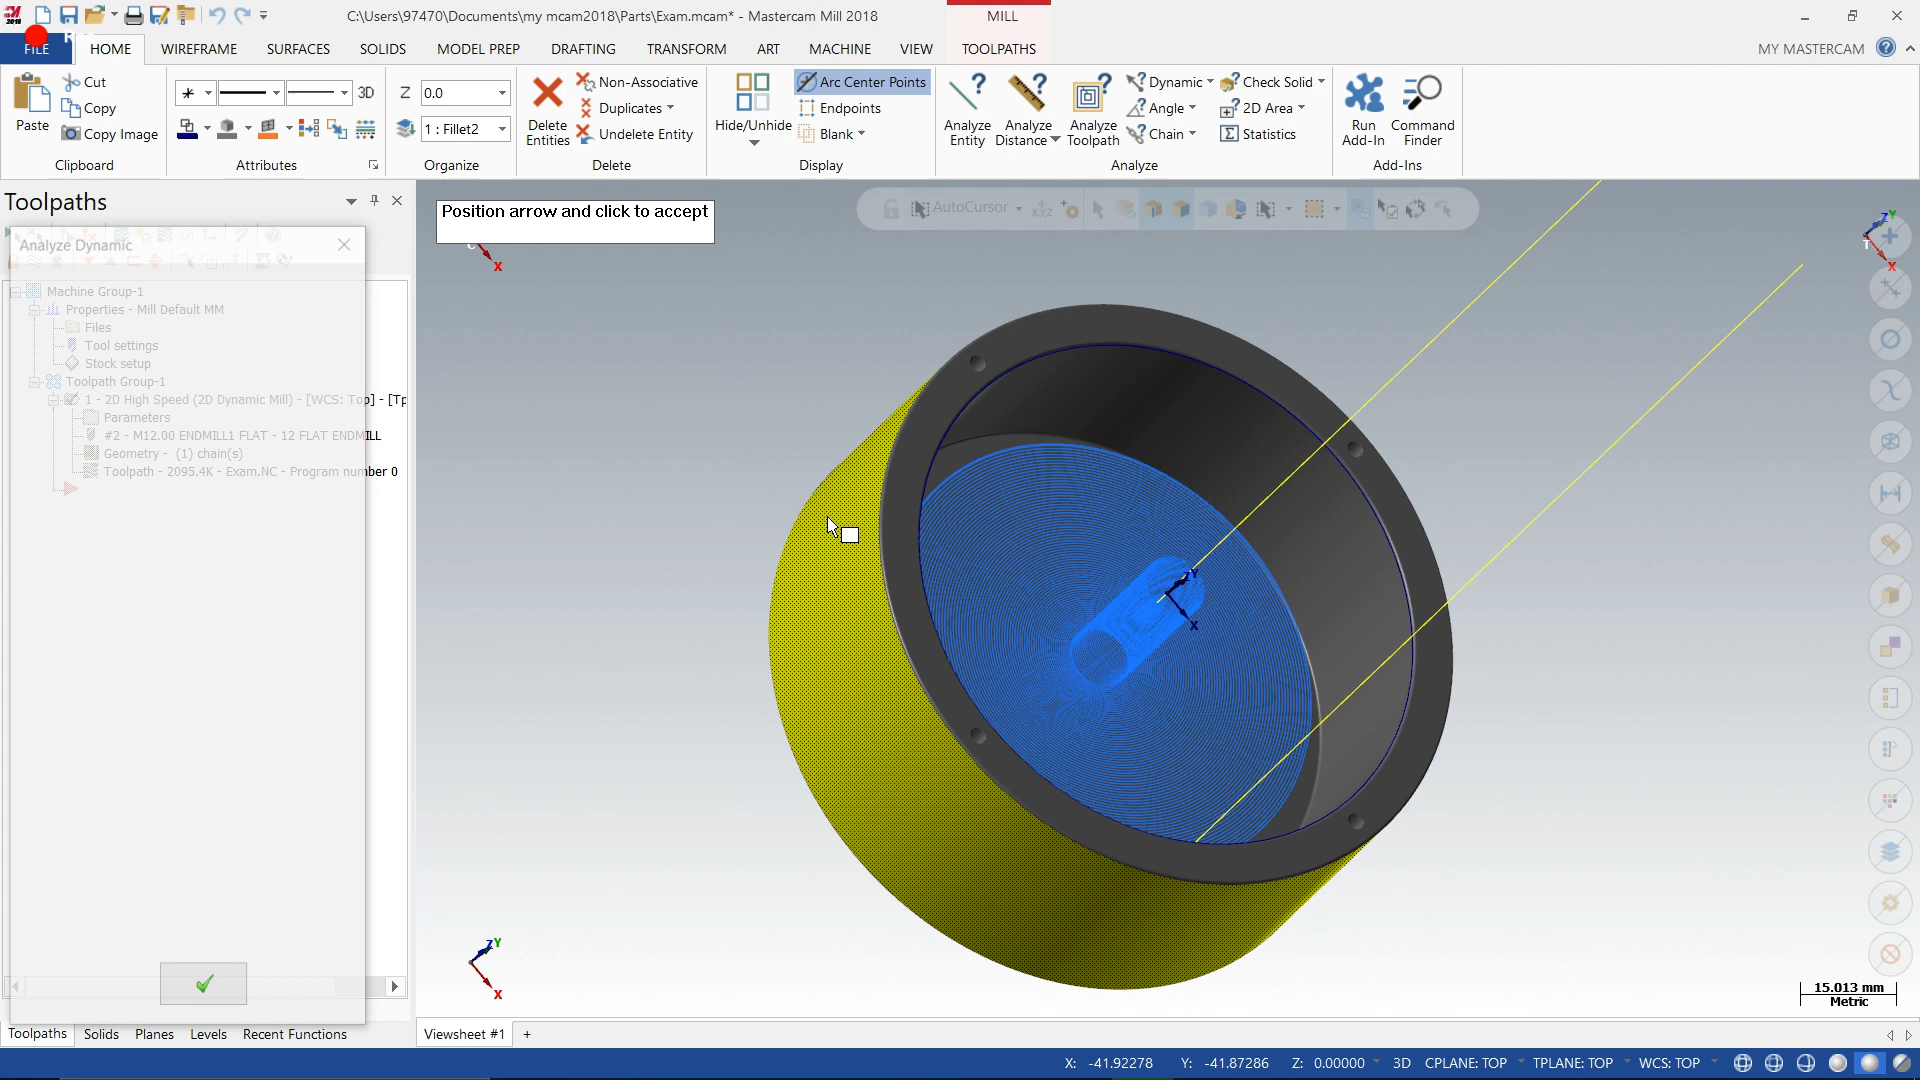 C:\Users\97470\Documents\my mcam2018\Parts\Exam.mcam* - Mastercam Mill 2018
MILL
FILE
HOME
WIREFRAME
SURFACES
SOLIDS
MODEL PREP
DRAFTING
TRANSFORM
ART
MACHINE
VIEW
TOOLPATHS
MY MASTERCAM
Paste
Cut
Copy
Copy Image
Clipboard
3D
Attributes
Z 0.0
1 : Fillet2
Organize
Delete Entities
Non-Associative
Duplicates
Undelete Entity
Delete
Hide/Unhide
Arc Center Points
Endpoints
Blank
Display
Analyze Entity
Analyze Distance
Analyze Toolpath
Dynamic
Angle
Chain
Check Solid
2D Area
Statistics
Analyze
Run Add-In
Command Finder
Add-Ins
Toolpaths
Analyze Dynamic
Machine Group-1
Properties - Mill Default MM
Files
Tool settings
Stock setup
Toolpath Group-1
1 - 2D High Speed (2D Dynamic Mill) - [WCS: Top] - [Tp
Parameters
#2 - M12.00 ENDMILL1 FLAT - 12 FLAT ENDMILL
Geometry - (1) chain(s)
Toolpath - 2095.4K - Exam.NC - Program number 0
Position arrow and click to accept
AutoCursor
C
X
Z Y
T
X
Z Y
X
Z Y
X
15.013 mm
Metric
Toolpaths
Solids
Planes
Levels
Recent Functions
Viewsheet #1
+
X: -41.92278
Y: -41.87286
Z: 0.00000
3D
CPLANE: TOP
TPLANE: TOP
WCS: TOP